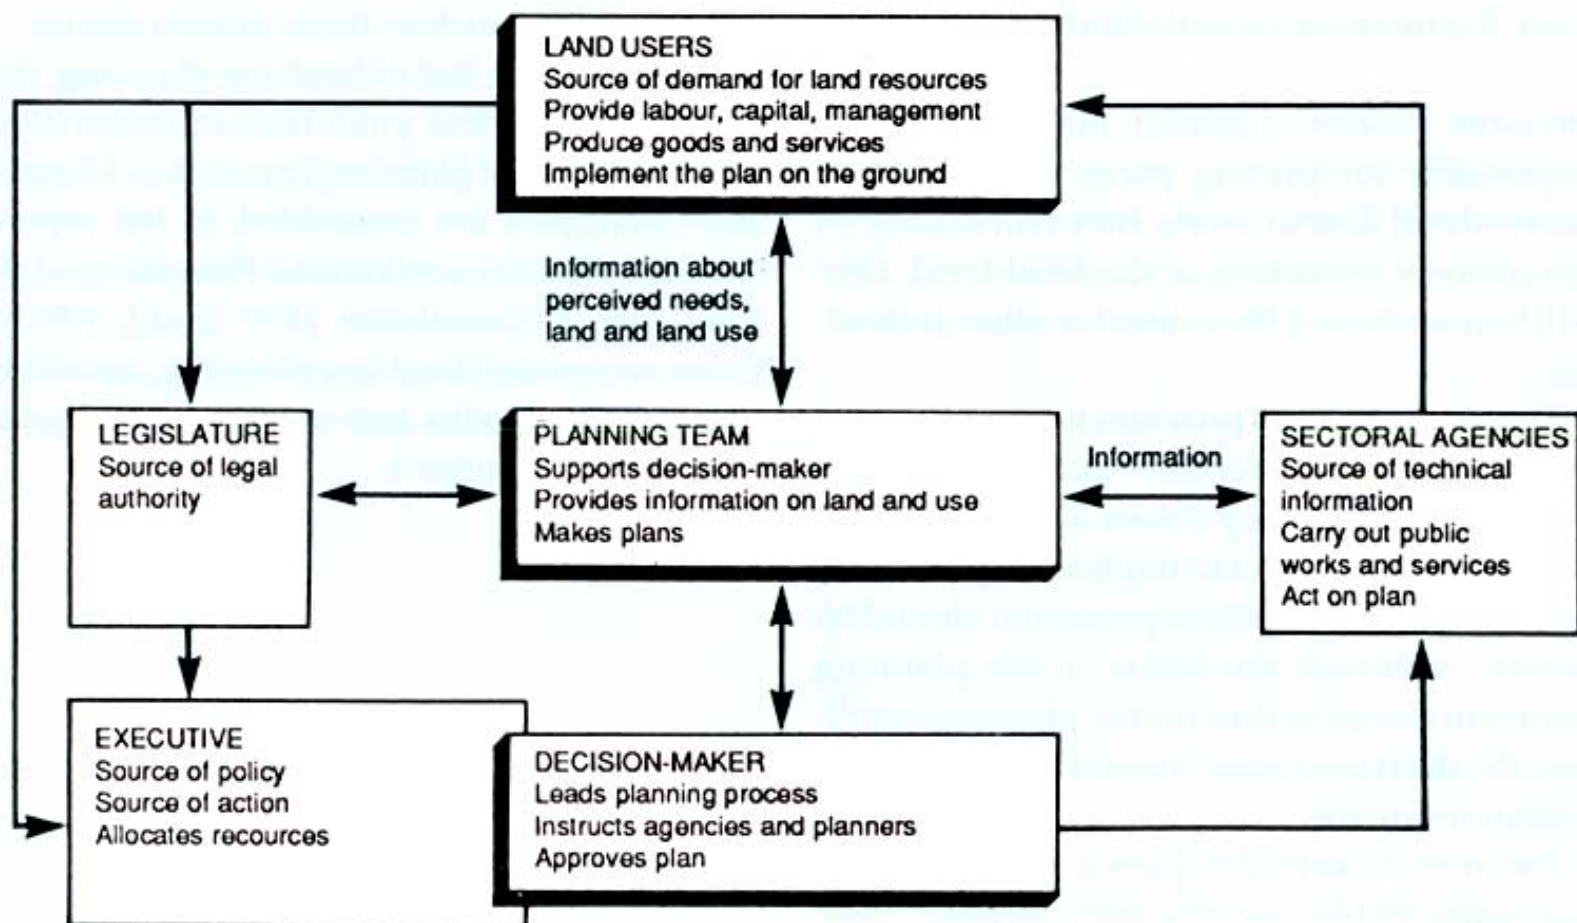 LAND USERS
Source of demand for land resources
Provide labour, capital, management
Produce goods and services
Implement the plan on the ground
Information about
perceived needs,
land and land use
LEGISLATURE
Source of legal
authority
PLANNING TEAM
Supports decision-maker
Provides information on land and use
Makes plans
Information
SECTORAL AGENCIES
Source of technical
information
Carry out public
works and services
Act on plan
EXECUTIVE
Source of policy
Source of action
Allocates recources
DECISION-MAKER
Leads planning process
Instructs agencies and planners
Approves plan